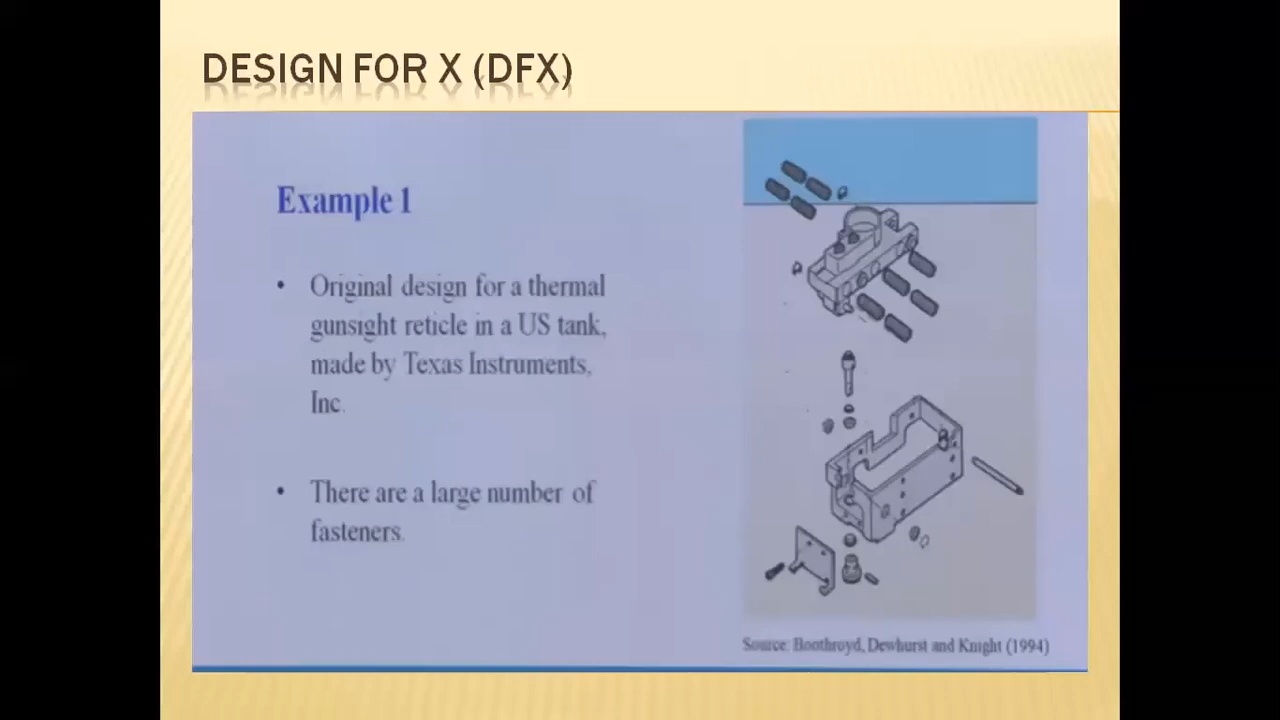 DESIGN FOR X (DFX)
Example 1
• Original design for a thermal
gunsight reticle in a US tank,
made by Texas Instruments,
Inc.
• There are a large number of
fasteners.
Source: Boothroyd, Dewhurst and Knight (1994)